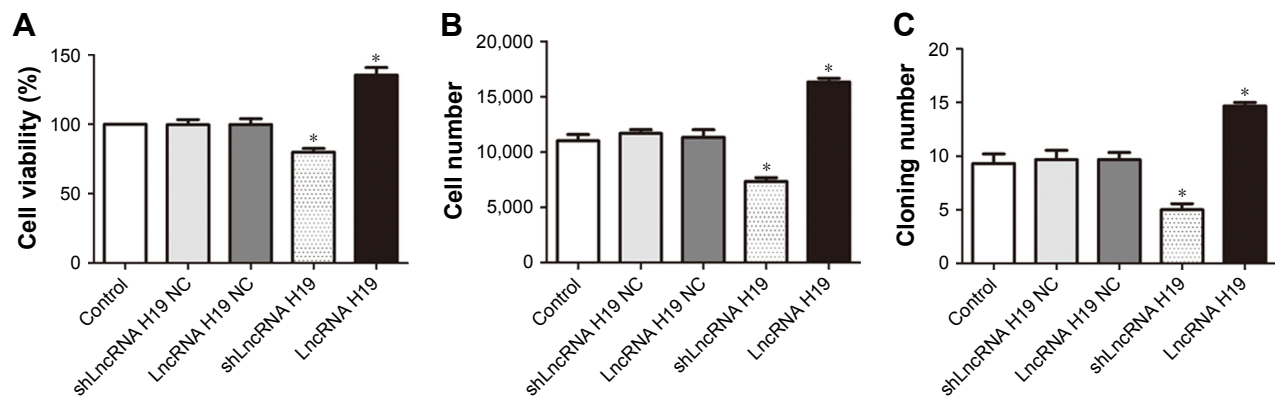 A
Cell viability (%)
150
100
50
0
*
*
Control
shLncRNA H19 NC
LncRNA H19 NC
shLncRNA H19
LncRNA H19
B
Cell number
20,000
15,000
10,000
5,000
0
*
*
Control
shLncRNA H19 NC
LncRNA H19 NC
shLncRNA H19
LncRNA H19
C
Cloning number
20
15
10
5
0
*
*
Control
shLncRNA H19 NC
LncRNA H19 NC
shLncRNA H19
LncRNA H19